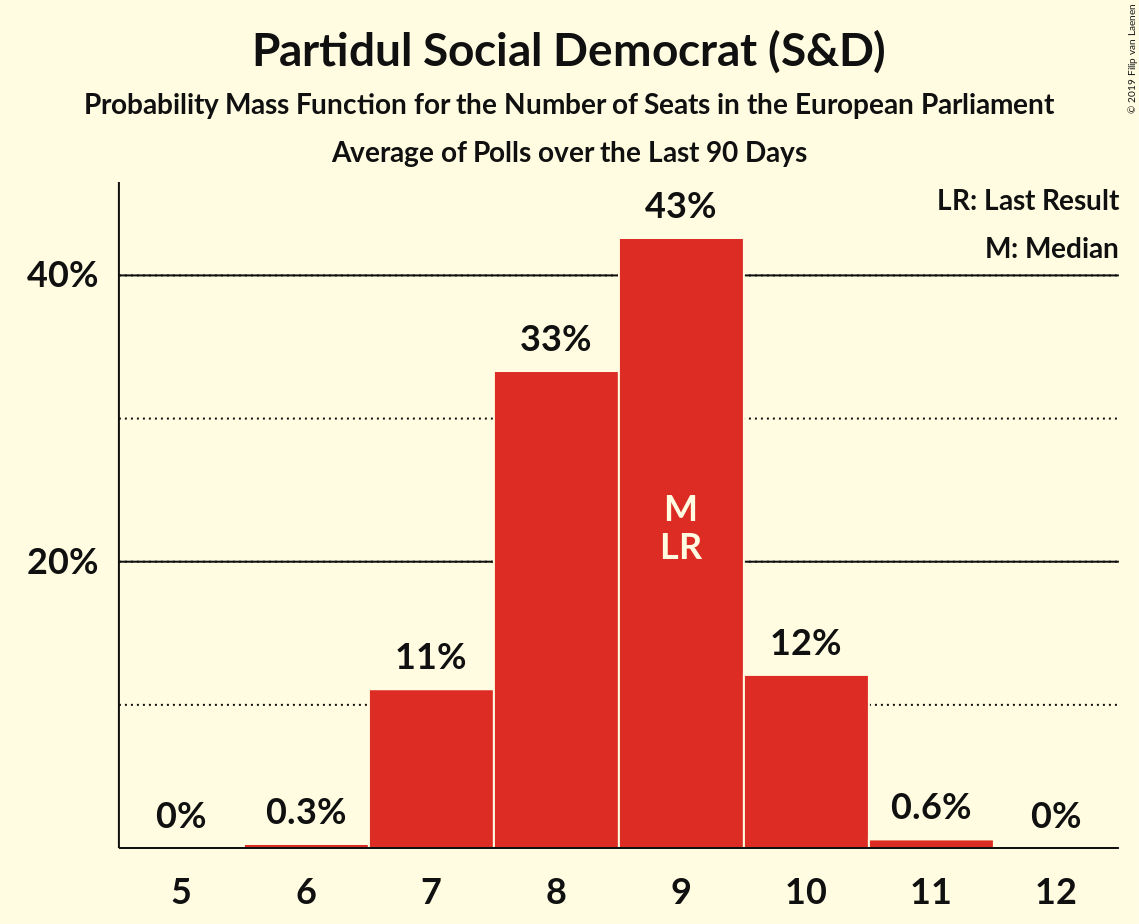 Partidul Social Democrat (S&D)
Probability Mass Function for the Number of Seats in the European Parliament
Average of Polls over the Last 90 Days
© 2019 Filip van Laenen
LR: Last Result
M: Median
43%
40%
33%
M
LR
20%
12%
11%
0.6%
0.3%
0%
0%
5
6
7
8
9
10
11
12